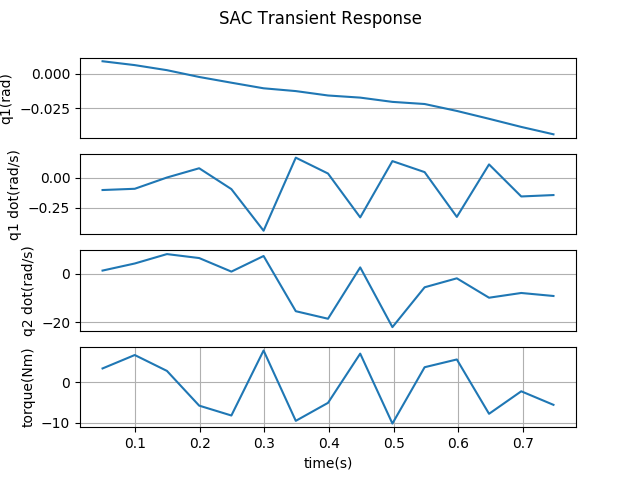 SAC Transient Response
0.000
−0.025
q1(rad)
0.00
−0.25
q1 dot(rad/s)
0
−20
q2 dot(rad/s)
0
−10
torque(Nm)
0.1 0.2 0.3 0.4 0.5 0.6 0.7
time(s)